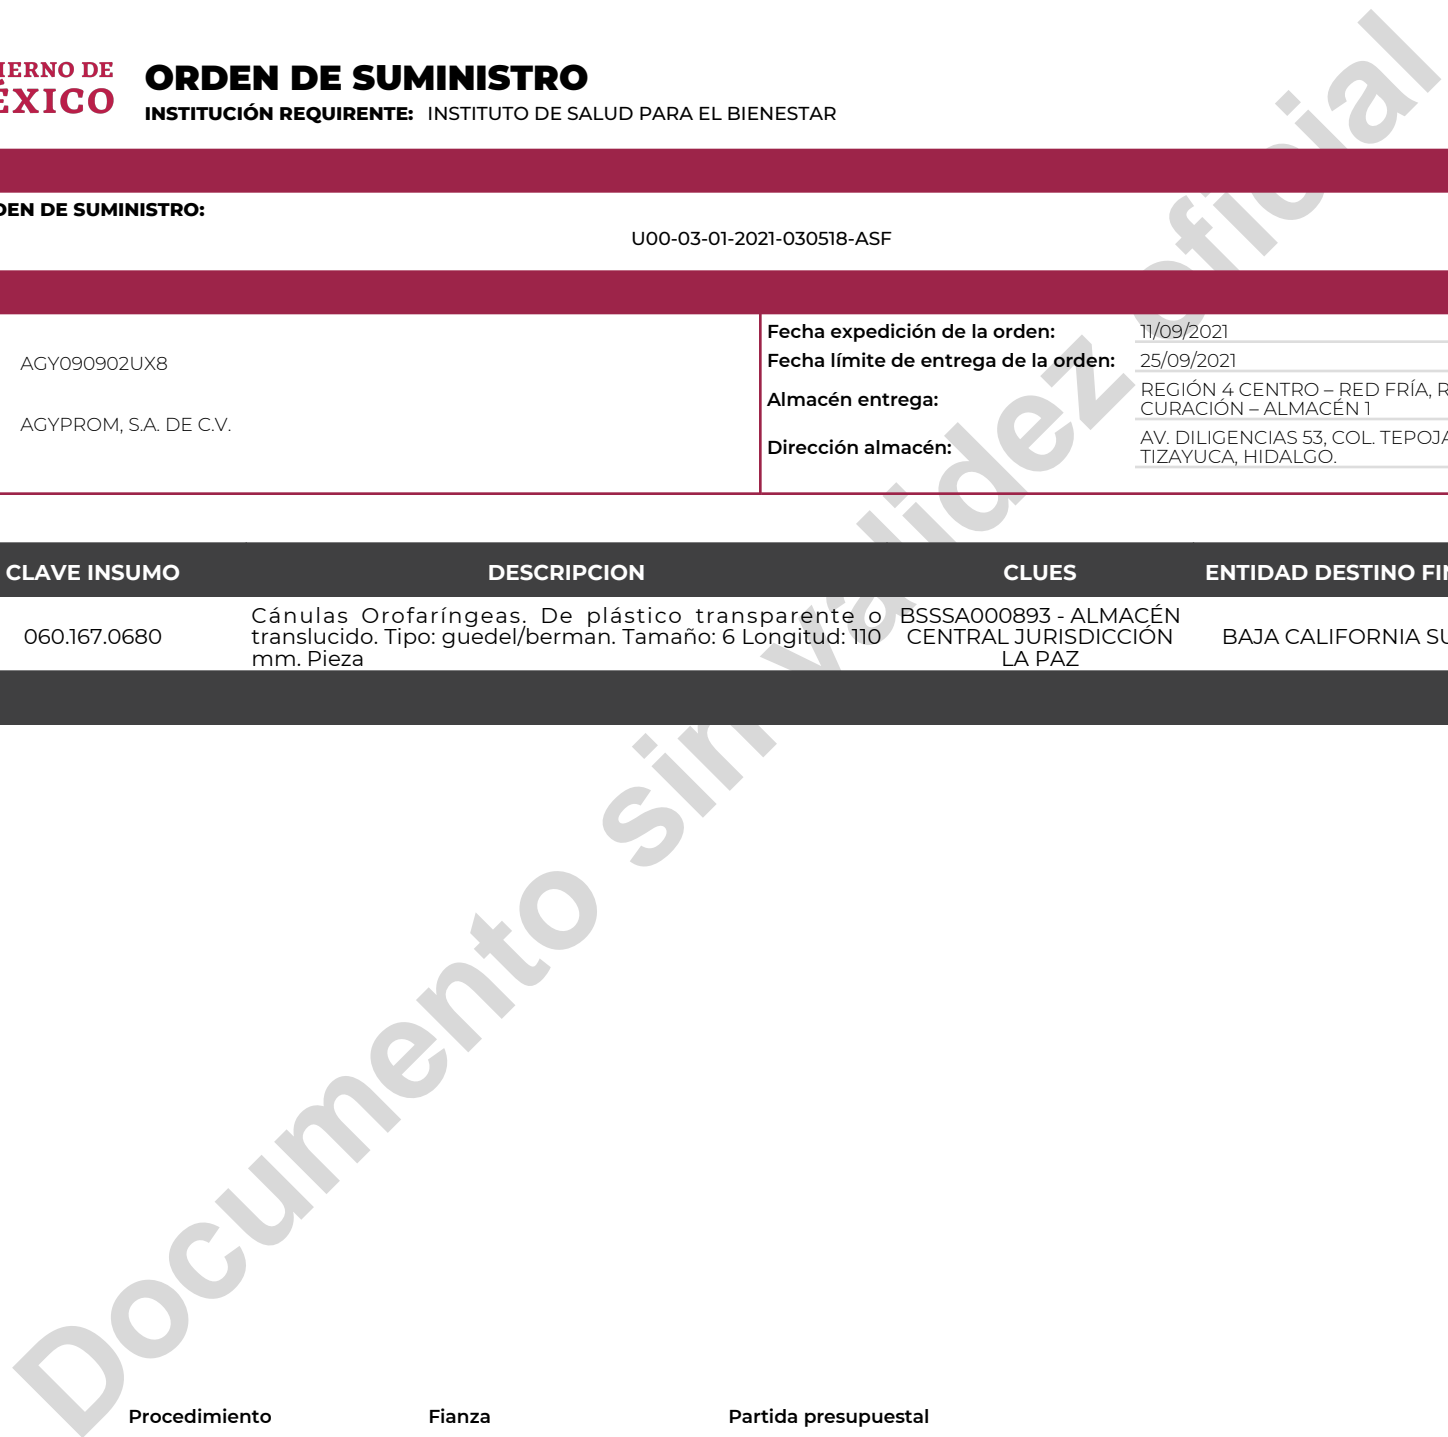 IERNO DE
ÉXICO
ORDEN DE SUMINISTRO
INSTITUCIÓN REQUIRENTE: INSTITUTO DE SALUD PARA EL BIENESTAR
DEN DE SUMINISTRO:
U00-03-01-2021-030518-ASF
AGY090902UX8
AGYPROM, S.A. DE C.V.
Fecha expedición de la orden: 11/09/2021
Fecha límite de entrega de la orden: 25/09/2021
Almacén entrega: REGIÓN 4 CENTRO – RED FRÍA, R
CURACIÓN – ALMACÉN 1
Dirección almacén: AV. DILIGENCIAS 53, COL. TEPOJA
TIZAYUCA, HIDALGO.
CLAVE INSUMO DESCRIPCION CLUES ENTIDAD DESTINO FIN
060.167.0680
Cánulas Orofaríngeas. De plástico transparente o
translucido. Tipo: guedel/berman. Tamaño: 6 Longitud: 110
mm. Pieza
BSSSA000893 - ALMACÉN
CENTRAL JURISDICCIÓN
LA PAZ
BAJA CALIFORNIA SU
Documento sin validez oficial
Procedimiento Fianza Partida presupuestal